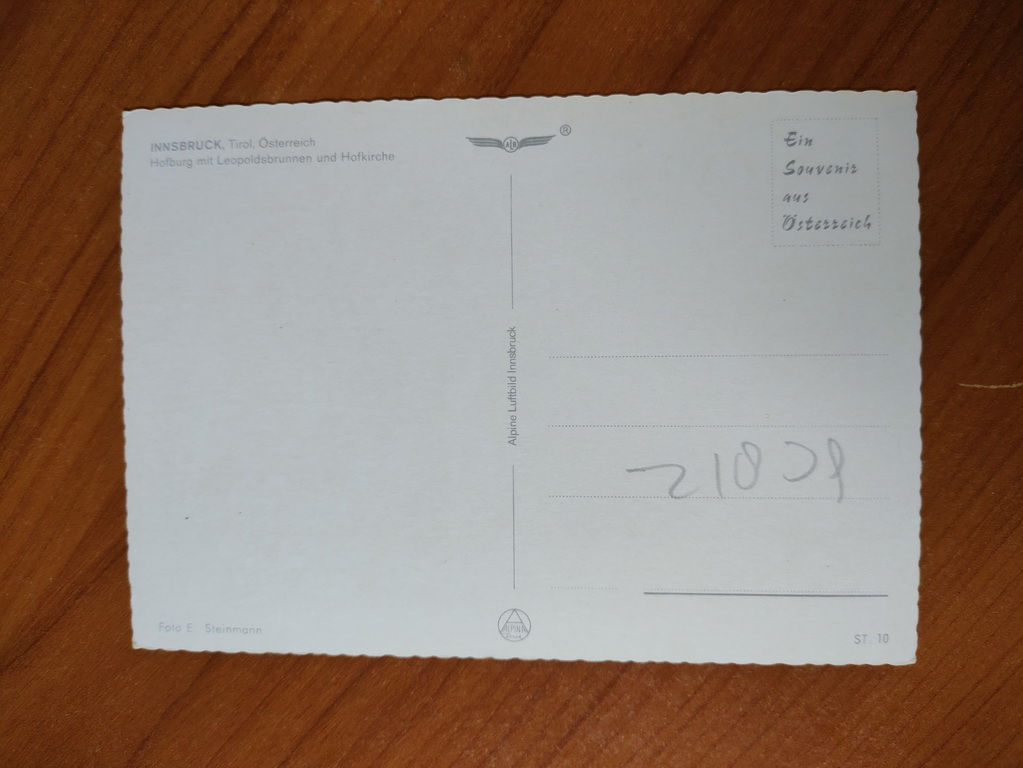 INNSBRUCK, Tirol, Österreich
Hofburg mit Leopoldsbrunnen und Hofkirche
®
Ein
Souvenir
aus
Österreich
Alpine Luftbild Innsbruck
Foto E. Steinmann
ALPINA
ST 10